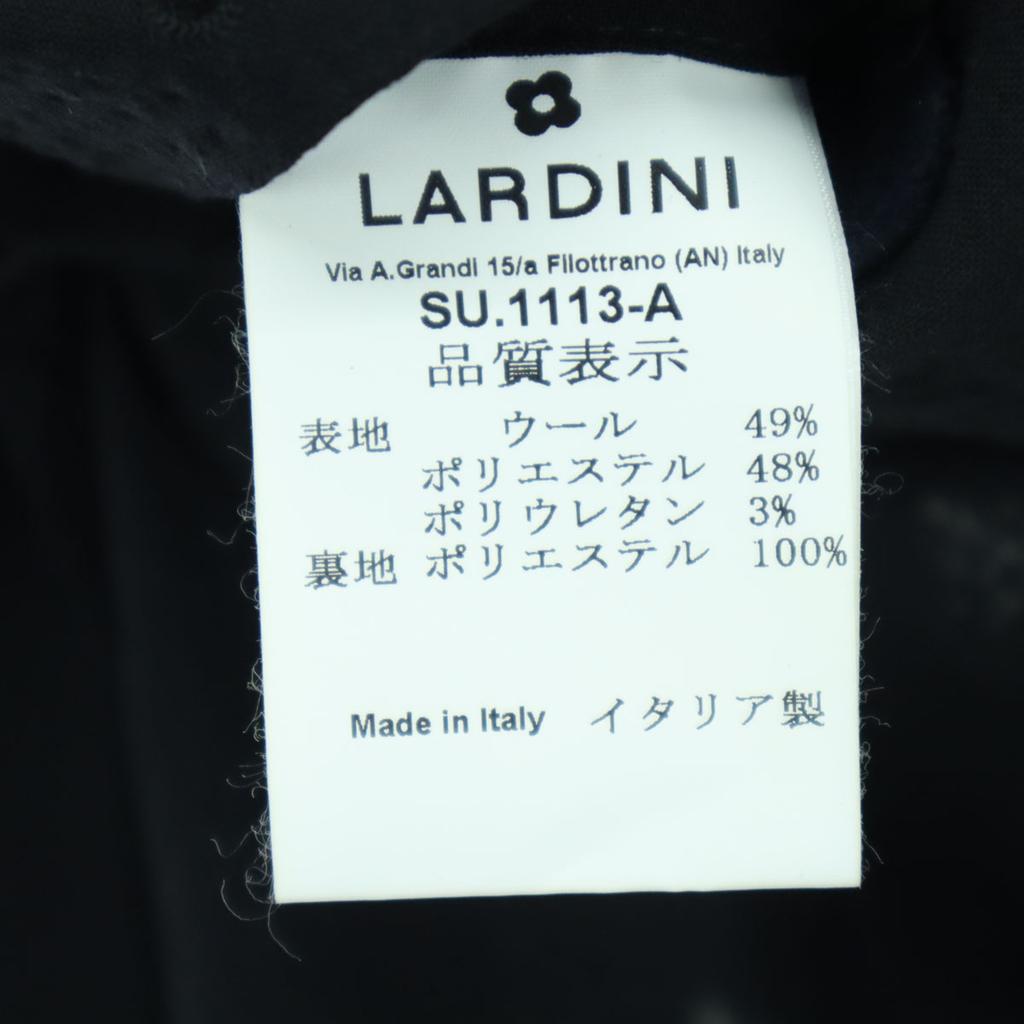 LARDINI
Via A.Grandi 15/a Filottrano (AN) Italy
SU.1113-A
品質表示
表地 ウール 49%
ポリエステル 48%
ポリウレタン 3%
裏地 ポリエステル 100%
Made in Italy イタリア製